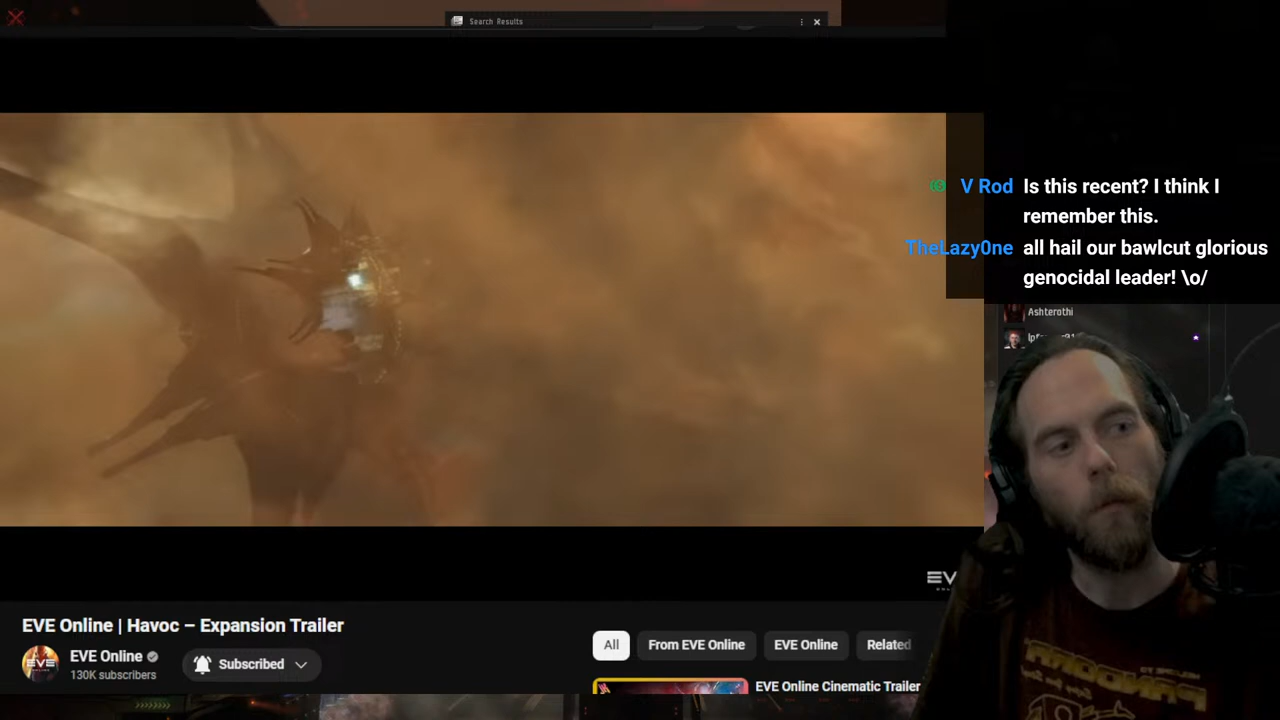 Search Results
V Rod Is this recent? I think I
remember this.
TheLazy0ne all hail our bawlcut glorious
genocidal leader! \o/
Ashterothi
EV
EVE Online | Havoc – Expansion Trailer
EVE Online
130K subscribers
Subscribed
All
From EVE Online
EVE Online
Related
EVE Online Cinematic Trailer